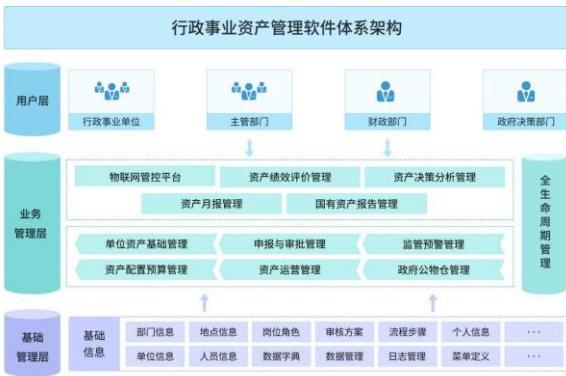 行政事业资产管理软件体系架构
用户层
行政事业单位
主管部门
财政部门
政府决策部门
业务
管理层
物联网管控平台
资产绩效评价管理
资产决策分析管理
资产月报管理
国有资产报告管理
单位资产基础管理
申报与审批管理
监管预警管理
资产配置预算管理
资产运营管理
政府公物仓管理
全生命周期管理
基础
管理层
基础
信息
部门信息
地点信息
岗位角色
审核方案
流程步骤
个人信息
...
单位信息
人员信息
数据字典
数据管理
日志管理
菜单定义
...